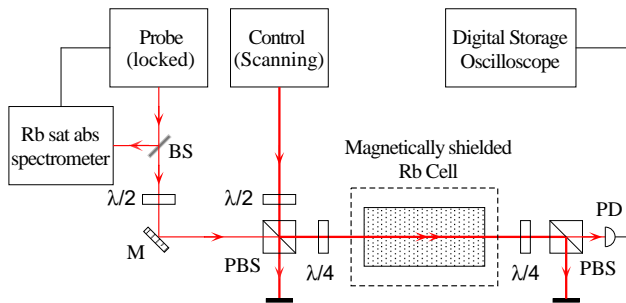 Probe
(locked)
Control
(Scanning)
Digital Storage
Oscilloscope
Rb sat abs
spectrometer
BS
Magnetically shielded
Rb Cell
λ/2
λ/2
PD
M
PBS
λ/4
λ/4
PBS